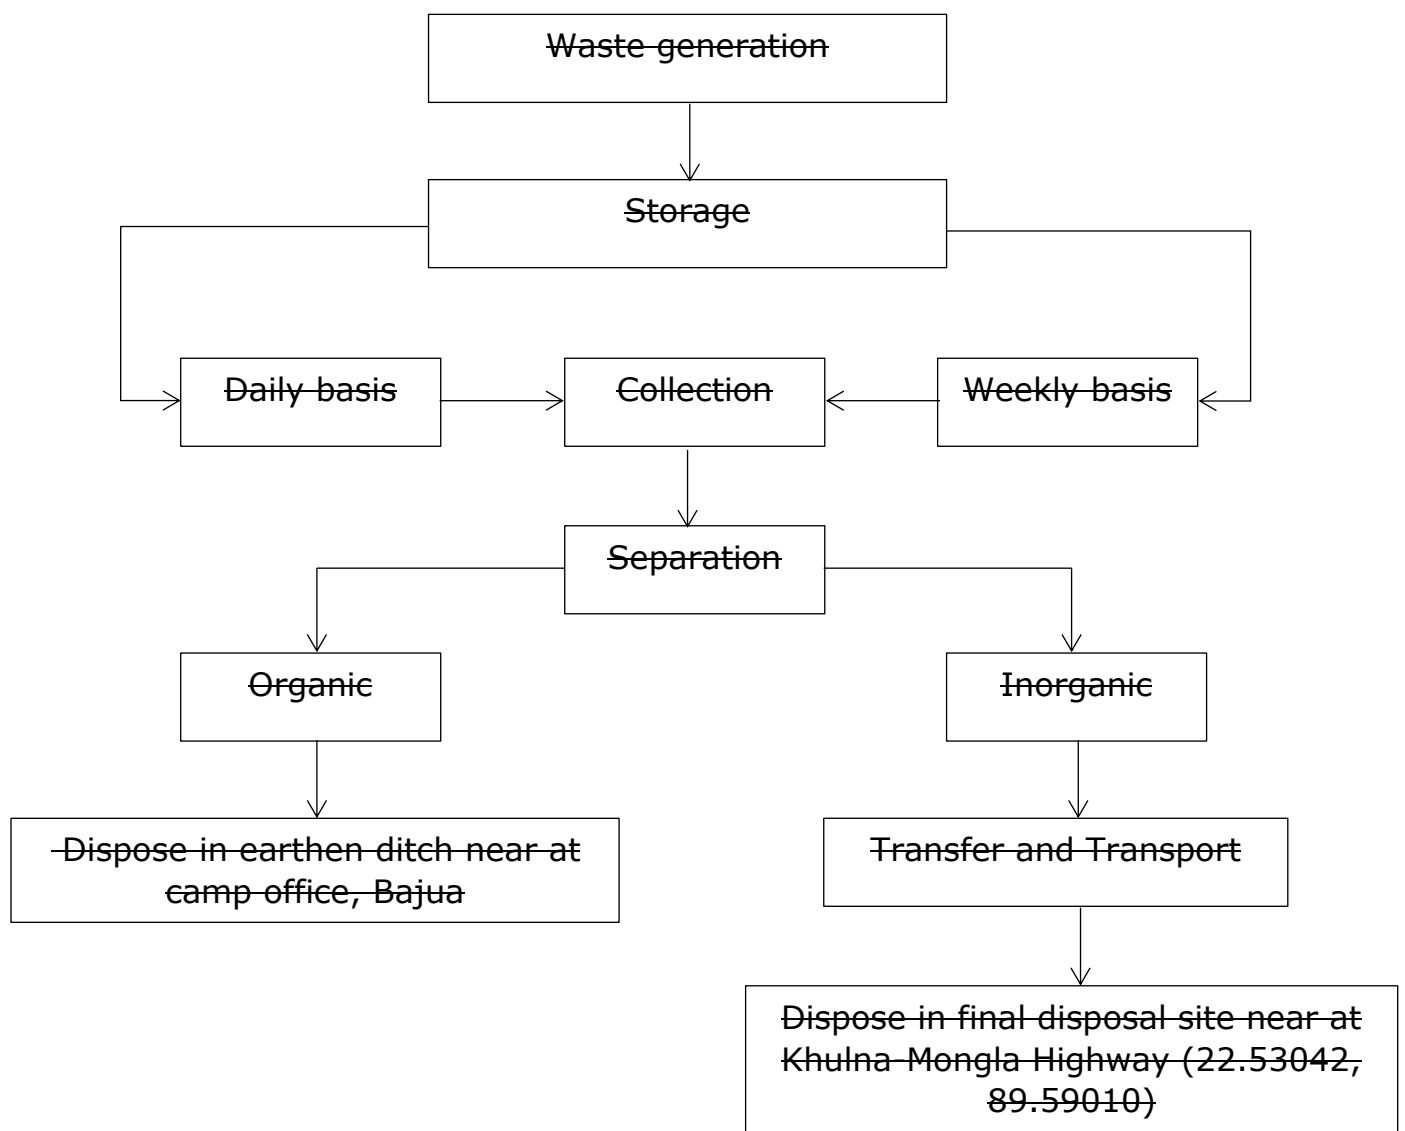 Waste generation
Storage
Daily basis
Collection
Weekly basis
Separation
Organic
Inorganic
Dispose in earthen ditch near at
camp office, Bajua
Transfer and Transport
Dispose in final disposal site near at
Khulna-Mongla Highway (22.53042,
89.59010)